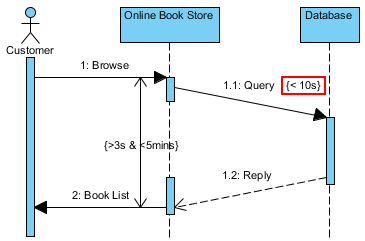 Online Book Store
Database
Customer
1: Browse
1.1: Query
{< 10s}
{>3s & <5mins}
1.2: Reply
2: Book List